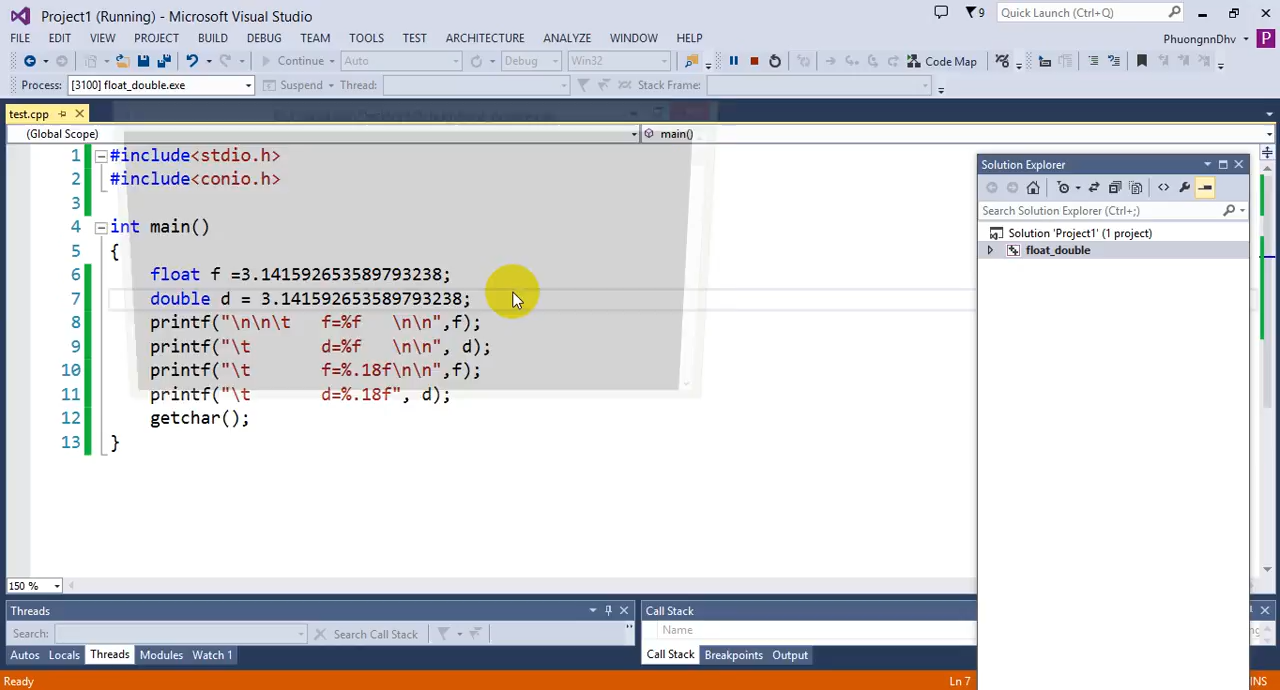 Project1 (Running) - Microsoft Visual Studio
9
Quick Launch (Ctrl+Q)
FILE EDIT VIEW PROJECT BUILD DEBUG TEAM TOOLS TEST ARCHITECTURE ANALYZE WINDOW HELP
PhuongnnDhv P
Continue Auto Debug Win32 Code Map
Process: [3100] float_double.exe Suspend Thread: Stack Frame:
test.cpp
(Global Scope) main()
1 #include<stdio.h>
2 #include<conio.h>
3
4 int main()
5 {
6 float f =3.141592653589793238;
7 double d = 3.141592653589793238;
8 printf("\n\n\t f=%f \n\n",f);
9 printf("\t d=%f \n\n", d);
10 printf("\t f=%.18f\n\n",f);
11 printf("\t d=%.18f", d);
12 getchar();
13 }
Solution Explorer
Search Solution Explorer (Ctrl+;)
Solution 'Project1' (1 project)
float_double
150 %
Threads
Search: Search Call Stack
Autos Locals Threads Modules Watch 1
Call Stack
Name
Call Stack Breakpoints Output
Ready Ln 7 INS